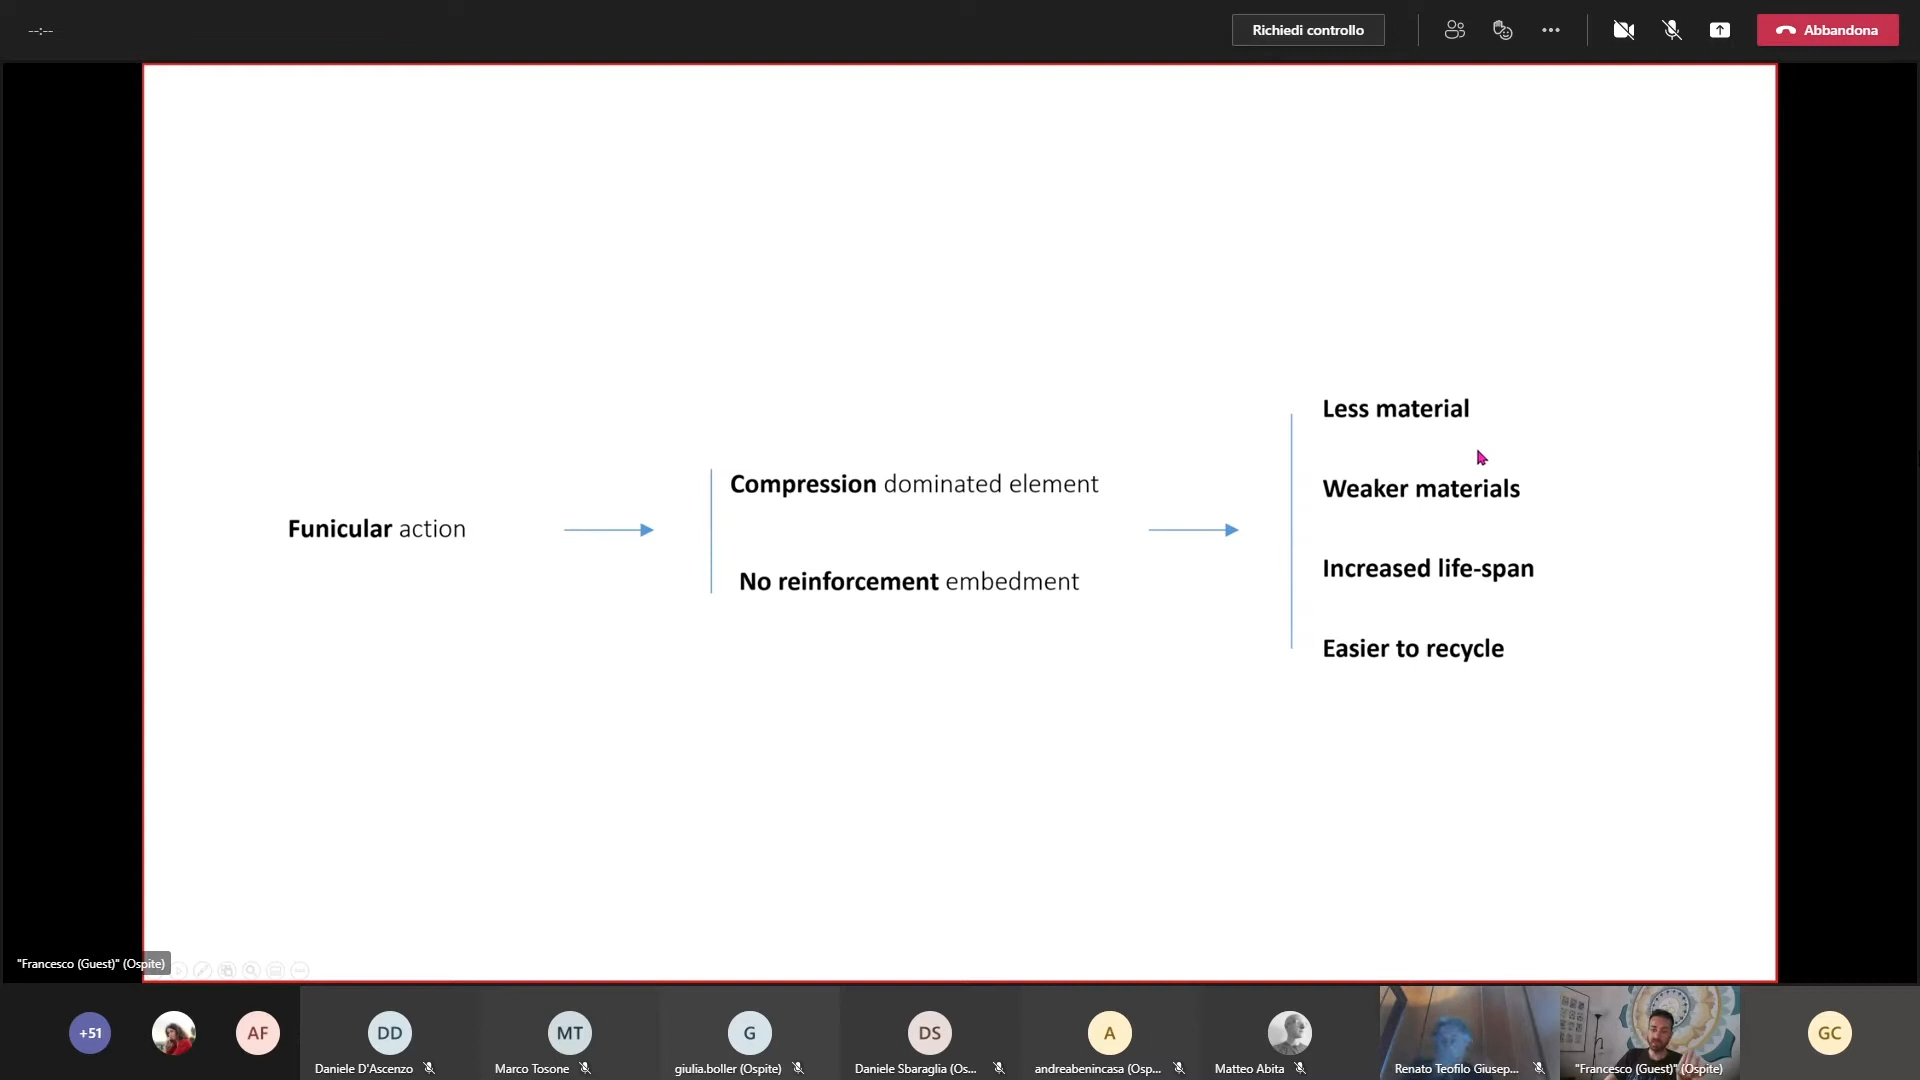 --:--
Richiedi controllo
Abbandona
Less material
Compression dominated element
Weaker materials
Funicular action
Increased life-span
No reinforcement embedment
Easier to recycle
"Francesco (Guest)" (Ospite)
+51
AF
DD
MT
G
DS
A
GC
Daniele D'Ascenzo
Marco Tosone
giulia.boller (Ospite)
Daniele Sbaraglia (Os...
andreabenincasa (Osp...
Matteo Abita
Renato Teofilo Giusep...
"Francesco (Guest)" (Ospite)